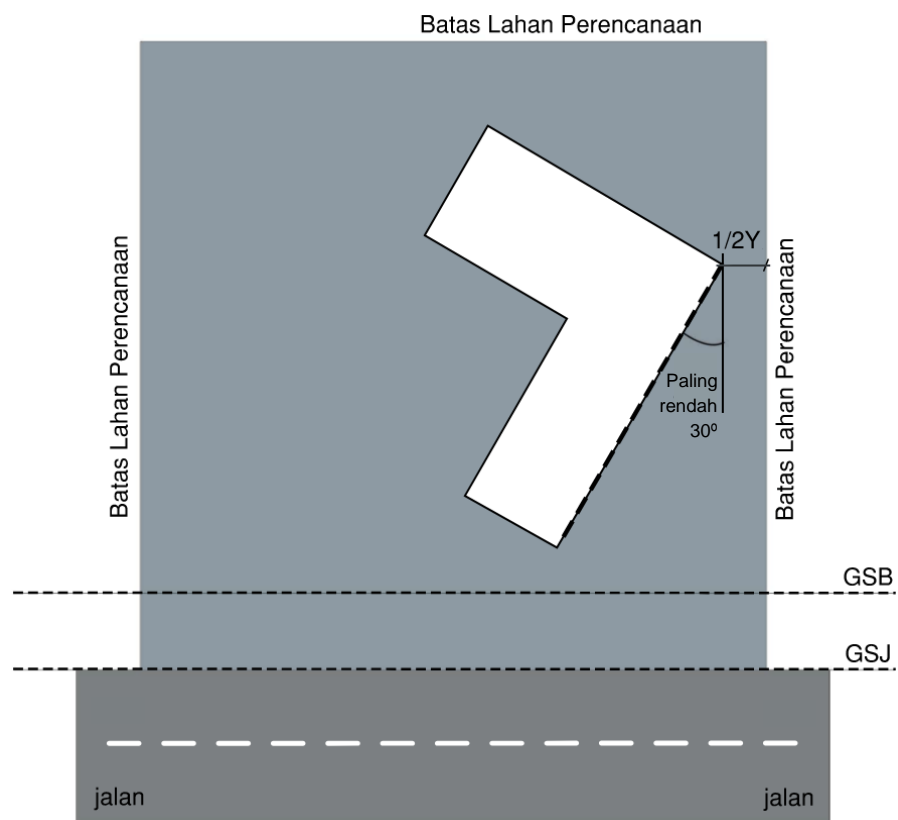 Batas Lahan Perencanaan
1/2Y
Batas Lahan Perencanaan
Batas Lahan Perencanaan
Paling
rendah
30º
GSB
GSJ
jalan
jalan